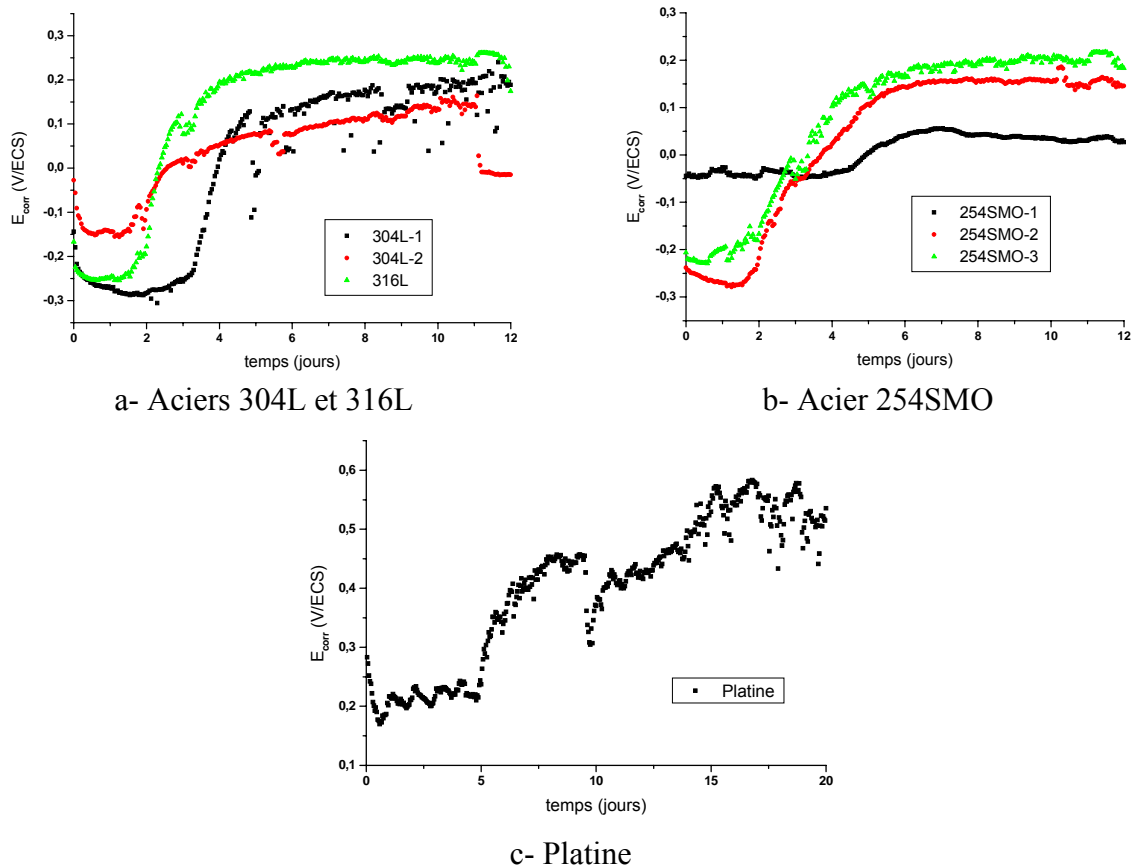 0,3
0,2
0,1
0,0
-0,1
-0,2
-0,3
E corr (V/ECS)
304L-1
304L-2
316L
0 2 4 6 8 10 12
temps (jours)
a- Aciers 304L et 316L
0,3
0,2
0,1
0,0
-0,1
-0,2
-0,3
E corr (V/ECS)
254SMO-1
254SMO-2
254SMO-3
0 2 4 6 8 10 12
temps (jours)
b- Acier 254SMO
0,6
0,5
0,4
0,3
0,2
0,1
E corr (V/ECS)
Platine
0 5 10 15 20
temps (jours)
c- Platine